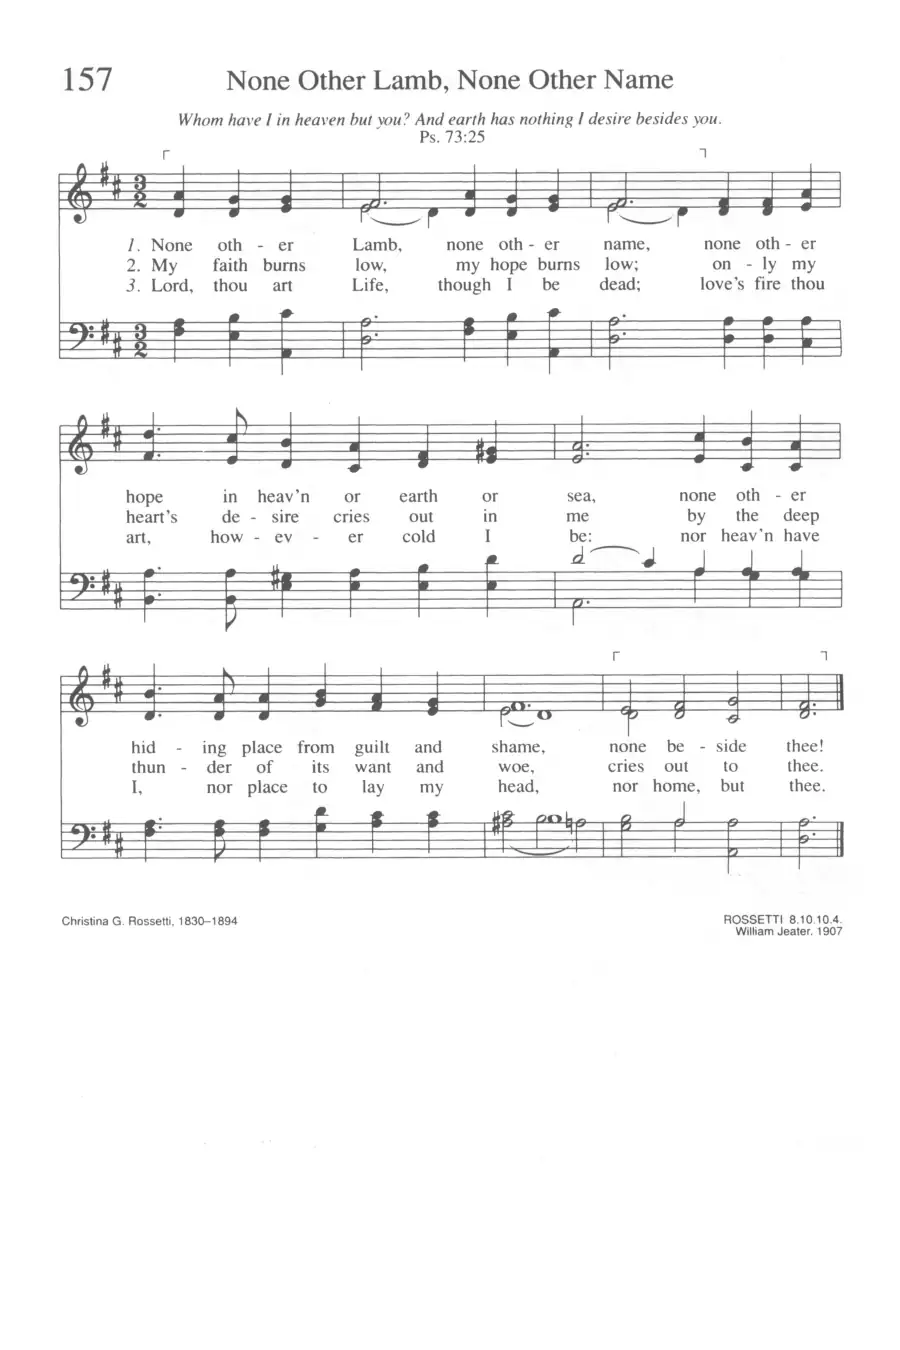 157 None Other Lamb, None Other Name
Whom have I in heaven but you? And earth has nothing I desire besides you.
Ps. 73:25
1. None oth - er Lamb, none oth - er name, none oth - er
2. My faith burns low, my hope burns low; on - ly my
3. Lord, thou art Life, though I be dead; love's fire thou
hope in heav'n or earth or sea, none oth - er
heart's de - sire cries out in me by the deep
art, how - ev - er cold I be: nor heav'n have
hid - ing place from guilt and shame, none be - side thee!
thun - der of its want and woe, cries out to thee.
I, nor place to lay my head, nor home, but thee.
Christina G. Rossetti, 1830–1894
ROSSETTI 8.10.10.4.
William Jeater, 1907